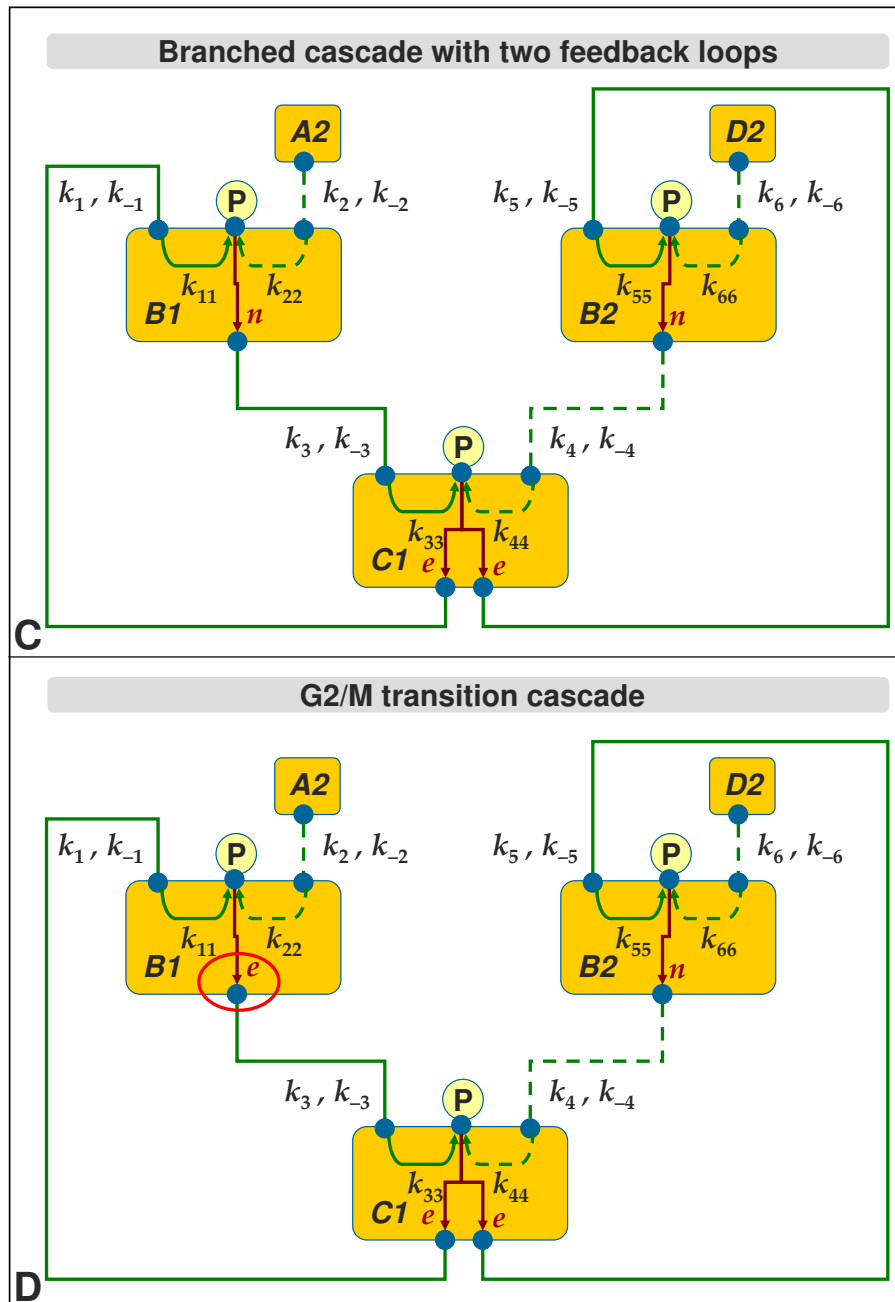 Branched cascade with two feedback loops
A2
D2
k₁ , k₋₁
P
k₂ , k₋₂
k₅ , k₋₅
P
k₆ , k₋₆
k₁₁
k₂₂
k₅₅
k₆₆
B1
n
B2
n
k₃ , k₋₃
P
k₄ , k₋₄
k₃₃
k₄₄
C1
e
e
C
G2/M transition cascade
A2
D2
k₁ , k₋₁
P
k₂ , k₋₂
k₅ , k₋₅
P
k₆ , k₋₆
k₁₁
k₂₂
k₅₅
k₆₆
B1
e
B2
n
k₃ , k₋₃
P
k₄ , k₋₄
k₃₃
k₄₄
C1
e
e
D